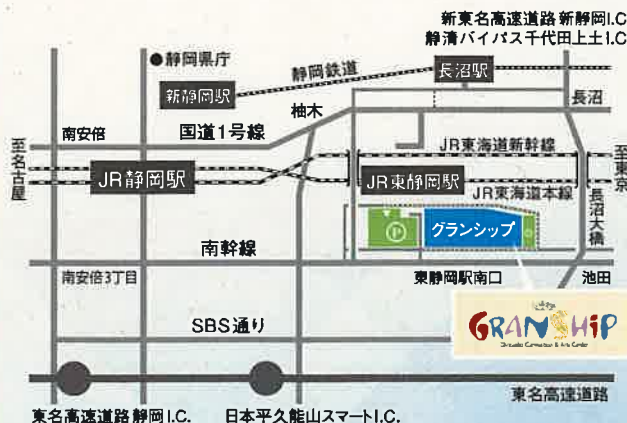 新東名高速道路 新静岡I.C
静清バイパス千代田上土I.C
●静岡県庁
静岡鉄道
長沼駅
新静岡駅
柚木
長沼
南安倍
国道1号線
JR東海道新幹線
至名古屋
至東京
JR静岡駅
JR東静岡駅
JR東海道本線
長沼大橋
P
グランシップ
南幹線
南安倍3丁目
東静岡駅南口
池田
GRANSHiP
Shizuoka Convention & Arts Center
SBS通り
東名高速道路
東名高速道路 静岡I.C.
日本平久能山スマートI.C.